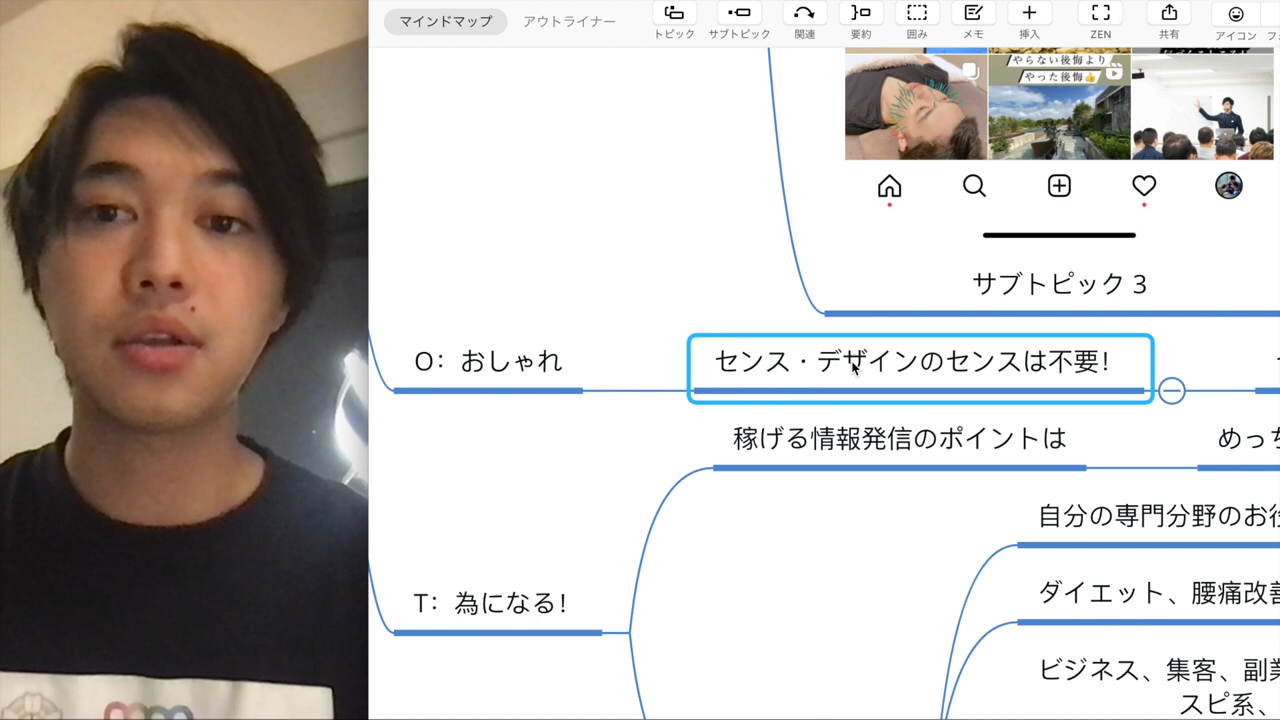 マインドマップ
アウトライナー
トピック
サブトピック
関連
要約
囲み
メモ
挿入
ZEN
共有
アイコン
やらない後悔より
やった後悔👍
サブトピック 3
O：おしゃれ
センス・デザインのセンスは不要！
稼げる情報発信のポイントは
めっち
自分の専門分野のお役
T：為になる！
ダイエット、腰痛改善
ビジネス、集客、副業
スピ系、